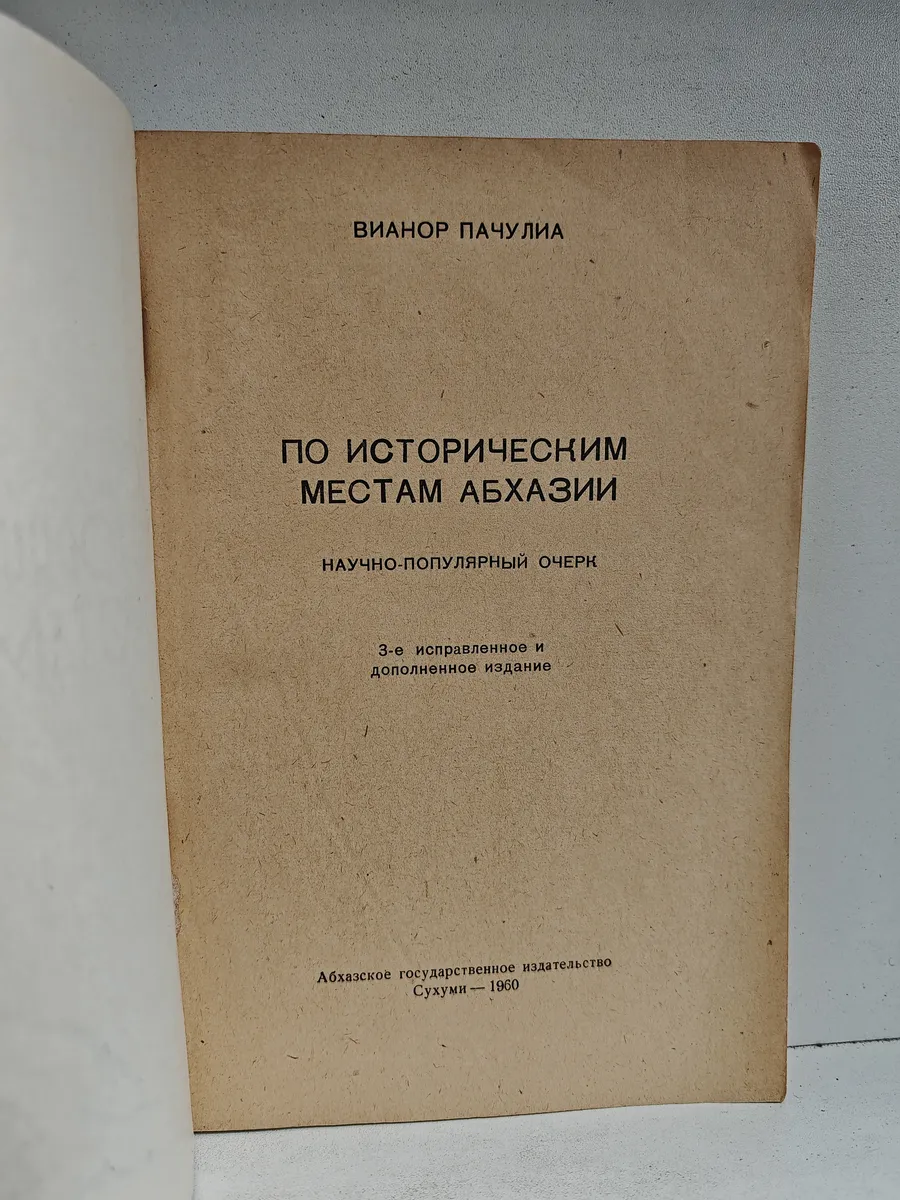 ВИАНОР ПАЧУЛИА
ПО ИСТОРИЧЕСКИМ
МЕСТАМ АБХАЗИИ
НАУЧНО-ПОПУЛЯРНЫЙ ОЧЕРК
3-е исправленное и
дополненное издание
Абхазское государственное издательство
Сухуми — 1960